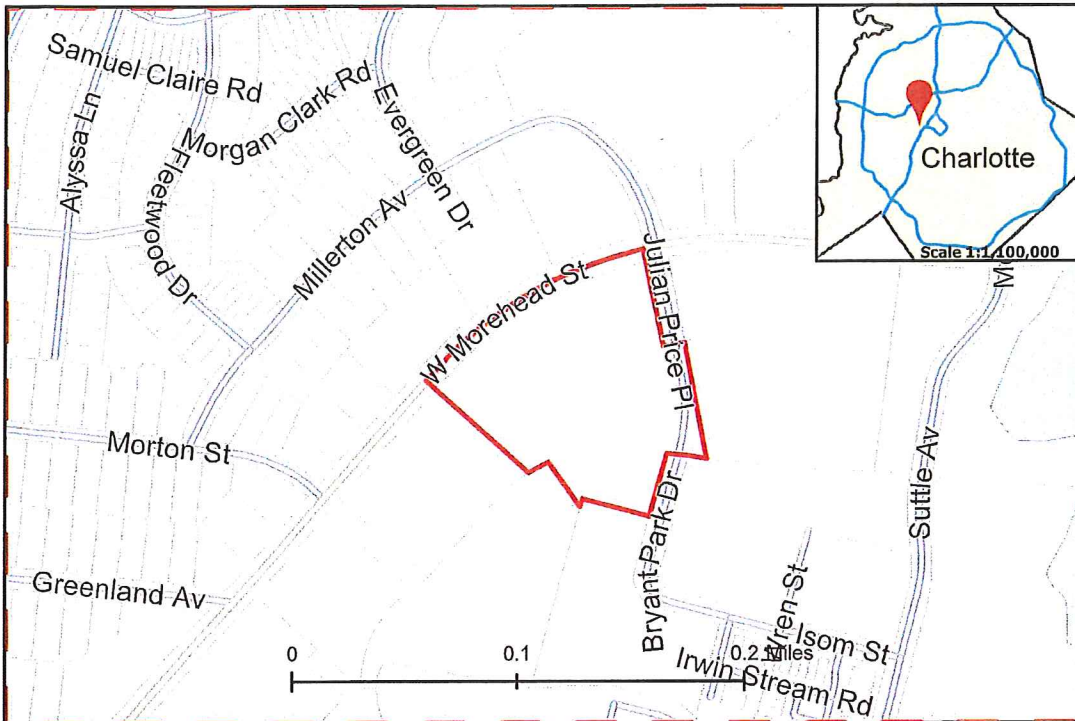 Samuel Claire Rd
Alyssa Ln
Morgan Clark Rd
Fleetwood Dr
Evergreen Dr
Millerton Av
Charlotte
Scale 1:1,100,000
W Morehead St
Julian Price Pl
M
Morton St
Suttle Av
Greenland Av
Bryant Park Dr
Wren St
Isom St
Irwin Stream Rd
0
0.1
0.2 Miles